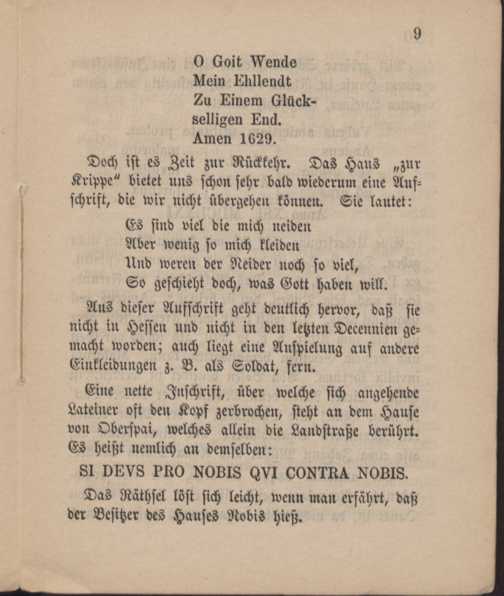 9
O Goit Wende
Mein Ehllendt
Zu Einem Glück-
selligen End.
Amen 1629.
Doch ist es Zeit zur Rückkehr. Das Haus „zur
Krippe“ bietet uns schon sehr bald wiederum eine Auf-
schrift, die wir nicht übergehen können. Sie lautet:
Es sind viel die mich neiden
Aber wenig so mich kleiden
Und weren der Neider noch so viel,
So geschieht doch, was Gott haben will.
Aus dieser Aufschrift geht deutlich hervor, daß sie
nicht in Hessen und nicht in den letzten Decennien ge-
macht worden; auch liegt eine Anspielung auf andere
Einkleidungen z. B. als Soldat, fern.
Eine nette Inschrift, über welche sich angehende
Lateiner oft den Kopf zerbrochen, steht an dem Hause
von Oberspai, welches allein die Landstraße berührt.
Es heißt nemlich an demselben:
SI DEVS PRO NOBIS QVI CONTRA NOBIS.
Das Räthsel löst sich leicht, wenn man erfährt, daß
der Besitzer des Hauses Nobis hieß.